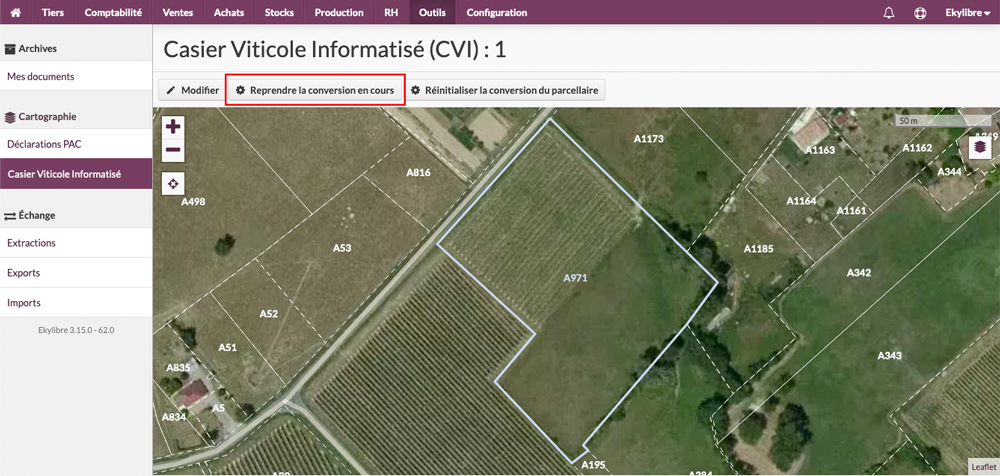 Tiers Comptabilité Ventes Achats Stocks Production RH Outils Configuration Ekylibre
Archives
Mes documents
Cartographie
Déclarations PAC
Casier Viticole Informatisé
Échange
Extractions
Exports
Imports
Ekylibre 3.15.0 - 62.0
Casier Viticole Informatisé (CVI) : 1
Modifier Reprendre la conversion en cours Réinitialiser la conversion du parcellaire
50 m
A1173
A1163
A1162
A344
A816
A498
A1164
A1161
A53
A1185
A342
A971
A52
A51
A343
A835
A5
A834
A195
Leaflet